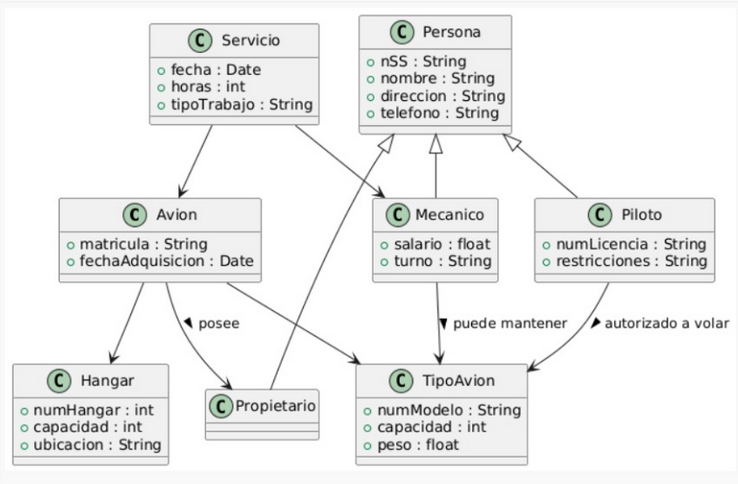 C Servicio
fecha : Date
horas : int
tipoTrabajo : String
C Persona
nSS : String
nombre : String
direccion : String
telefono : String
C Avion
matricula : String
fechaAdquisicion : Date
C Mecanico
salario : float
turno : String
C Piloto
numLicencia : String
restricciones : String
posee
puede mantener
autorizado a volar
C Hangar
numHangar : int
capacidad : int
ubicacion : String
C Propietario
C TipoAvion
numModelo : String
capacidad : int
peso : float